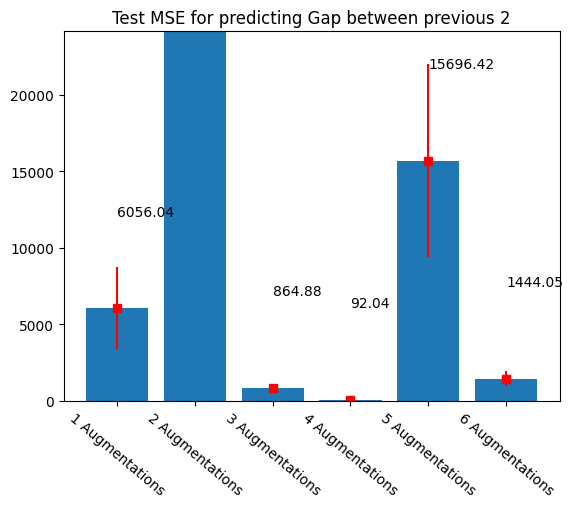 Test MSE for predicting Gap between previous 2
20000
15000
10000
5000
0
6056.04
864.88
92.04
15696.42
1444.05
1 Augmentations
2 Augmentations
3 Augmentations
4 Augmentations
5 Augmentations
6 Augmentations